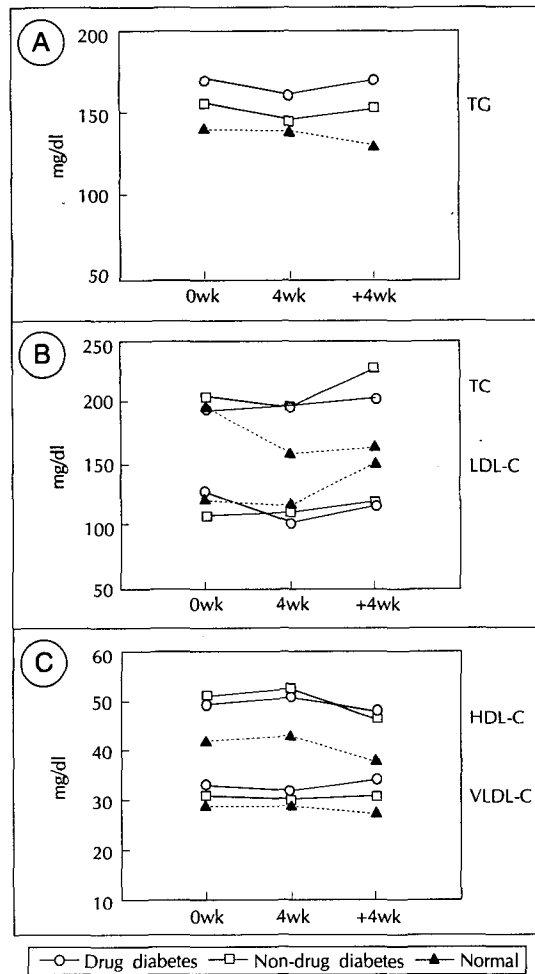 A
200
150
100
50
mg/dl
0wk 4wk +4wk
TG
B
250
200
150
100
50
mg/dl
0wk 4wk +4wk
TC
LDL-C
C
60
50
40
30
20
10
mg/dl
0wk 4wk +4wk
HDL-C
VLDL-C
Drug diabetes Non-drug diabetes Normal